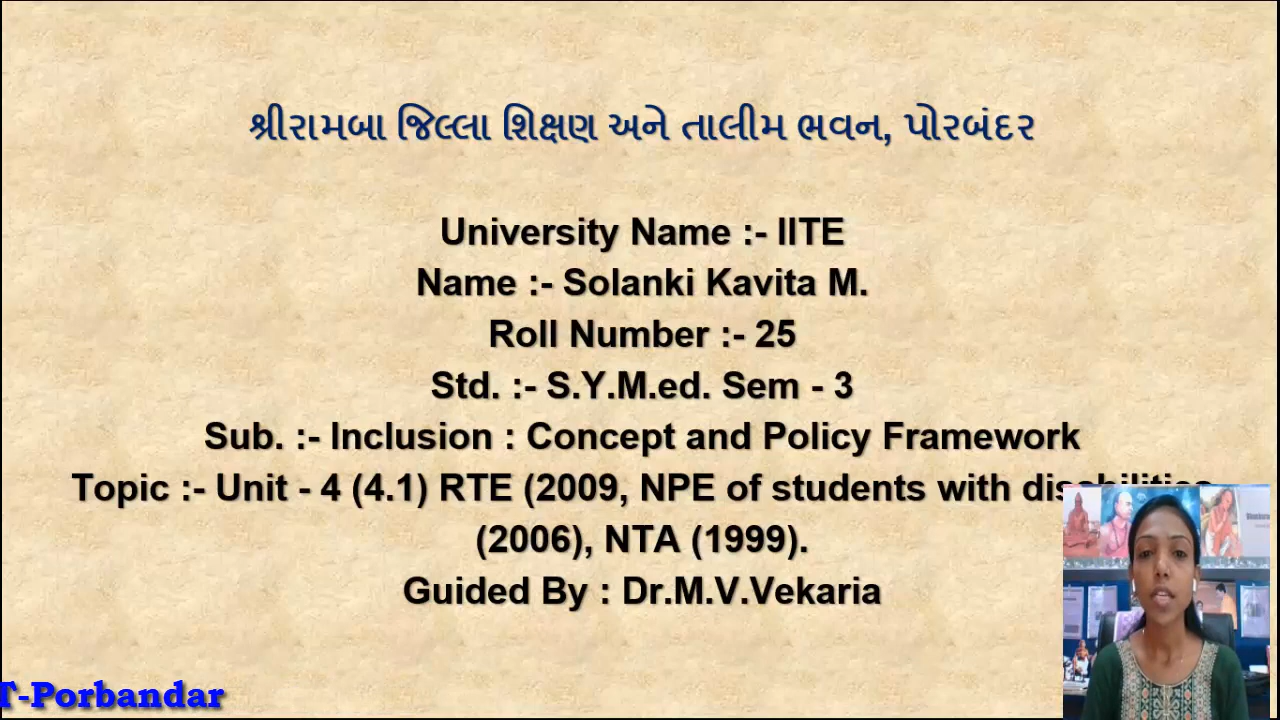 શ્રીરામબા જિલ્લા શિક્ષણ અને તાલીમ ભવન, પોરબંદર
University Name :- IITE
Name :- Solanki Kavita M.
Roll Number :- 25
Std. :- S.Y.M.ed. Sem - 3
Sub. :- Inclusion : Concept and Policy Framework
Topic :- Unit - 4 (4.1) RTE (2009, NPE of students with disabilities
(2006), NTA (1999).
Guided By : Dr.M.V.Vekaria
T-Porbandar